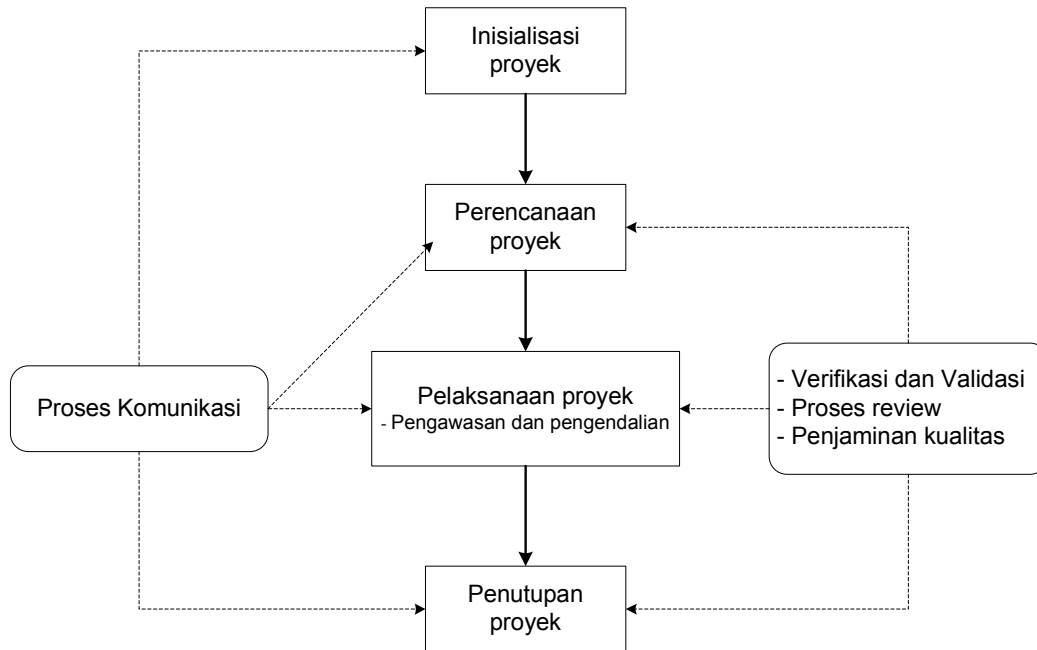 Inisialisasi
proyek
Perencanaan
proyek
Proses Komunikasi
Pelaksanaan proyek
- Pengawasan dan pengendalian
- Verifikasi dan Validasi
- Proses review
- Penjaminan kualitas
Penutupan
proyek